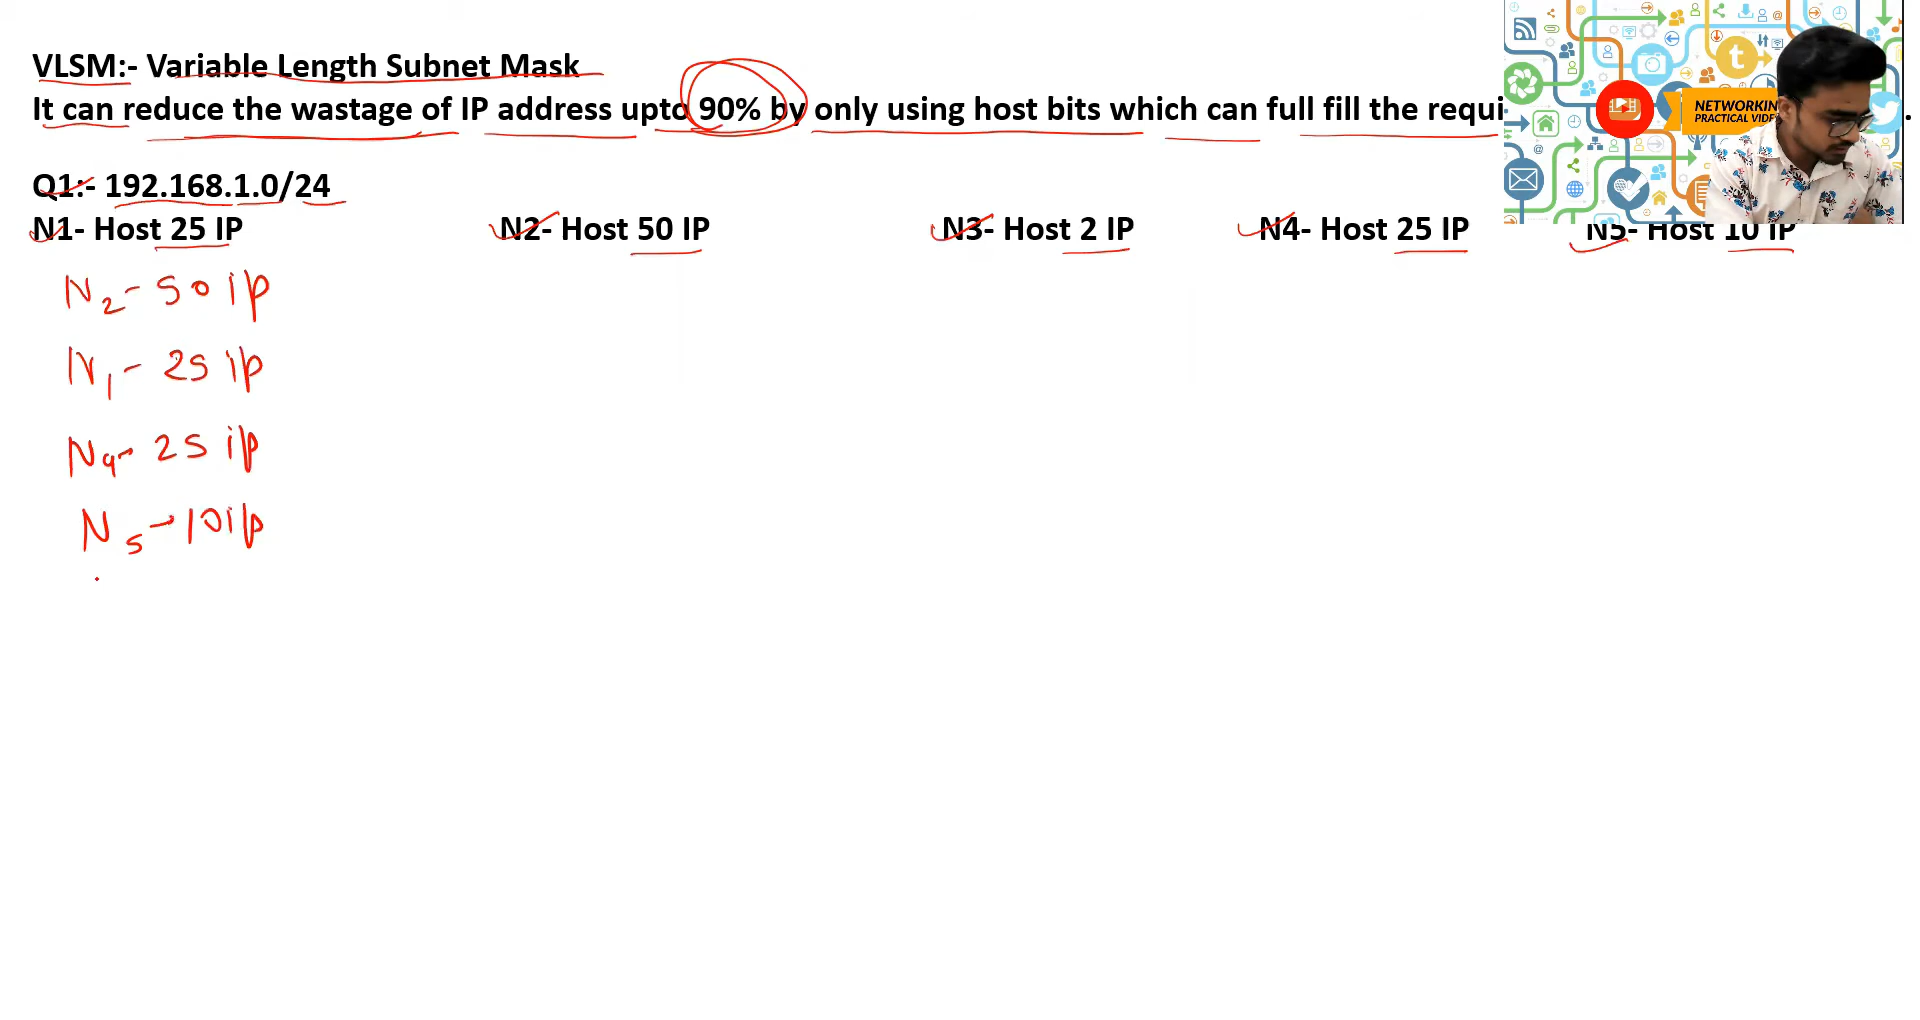 VLSM:- Variable Length Subnet Mask
It can reduce the wastage of IP address upto 90% by only using host bits which can full fill the requi
NETWORKIN
PRACTICAL VIDE
Q1:- 192.168.1.0/24
N1- Host 25 IP N2- Host 50 IP N3- Host 2 IP N4- Host 25 IP N5- Host 10 IP
N2 - 50 ip
N1 - 25 ip
N4 - 25 ip
N5 - 10 ip